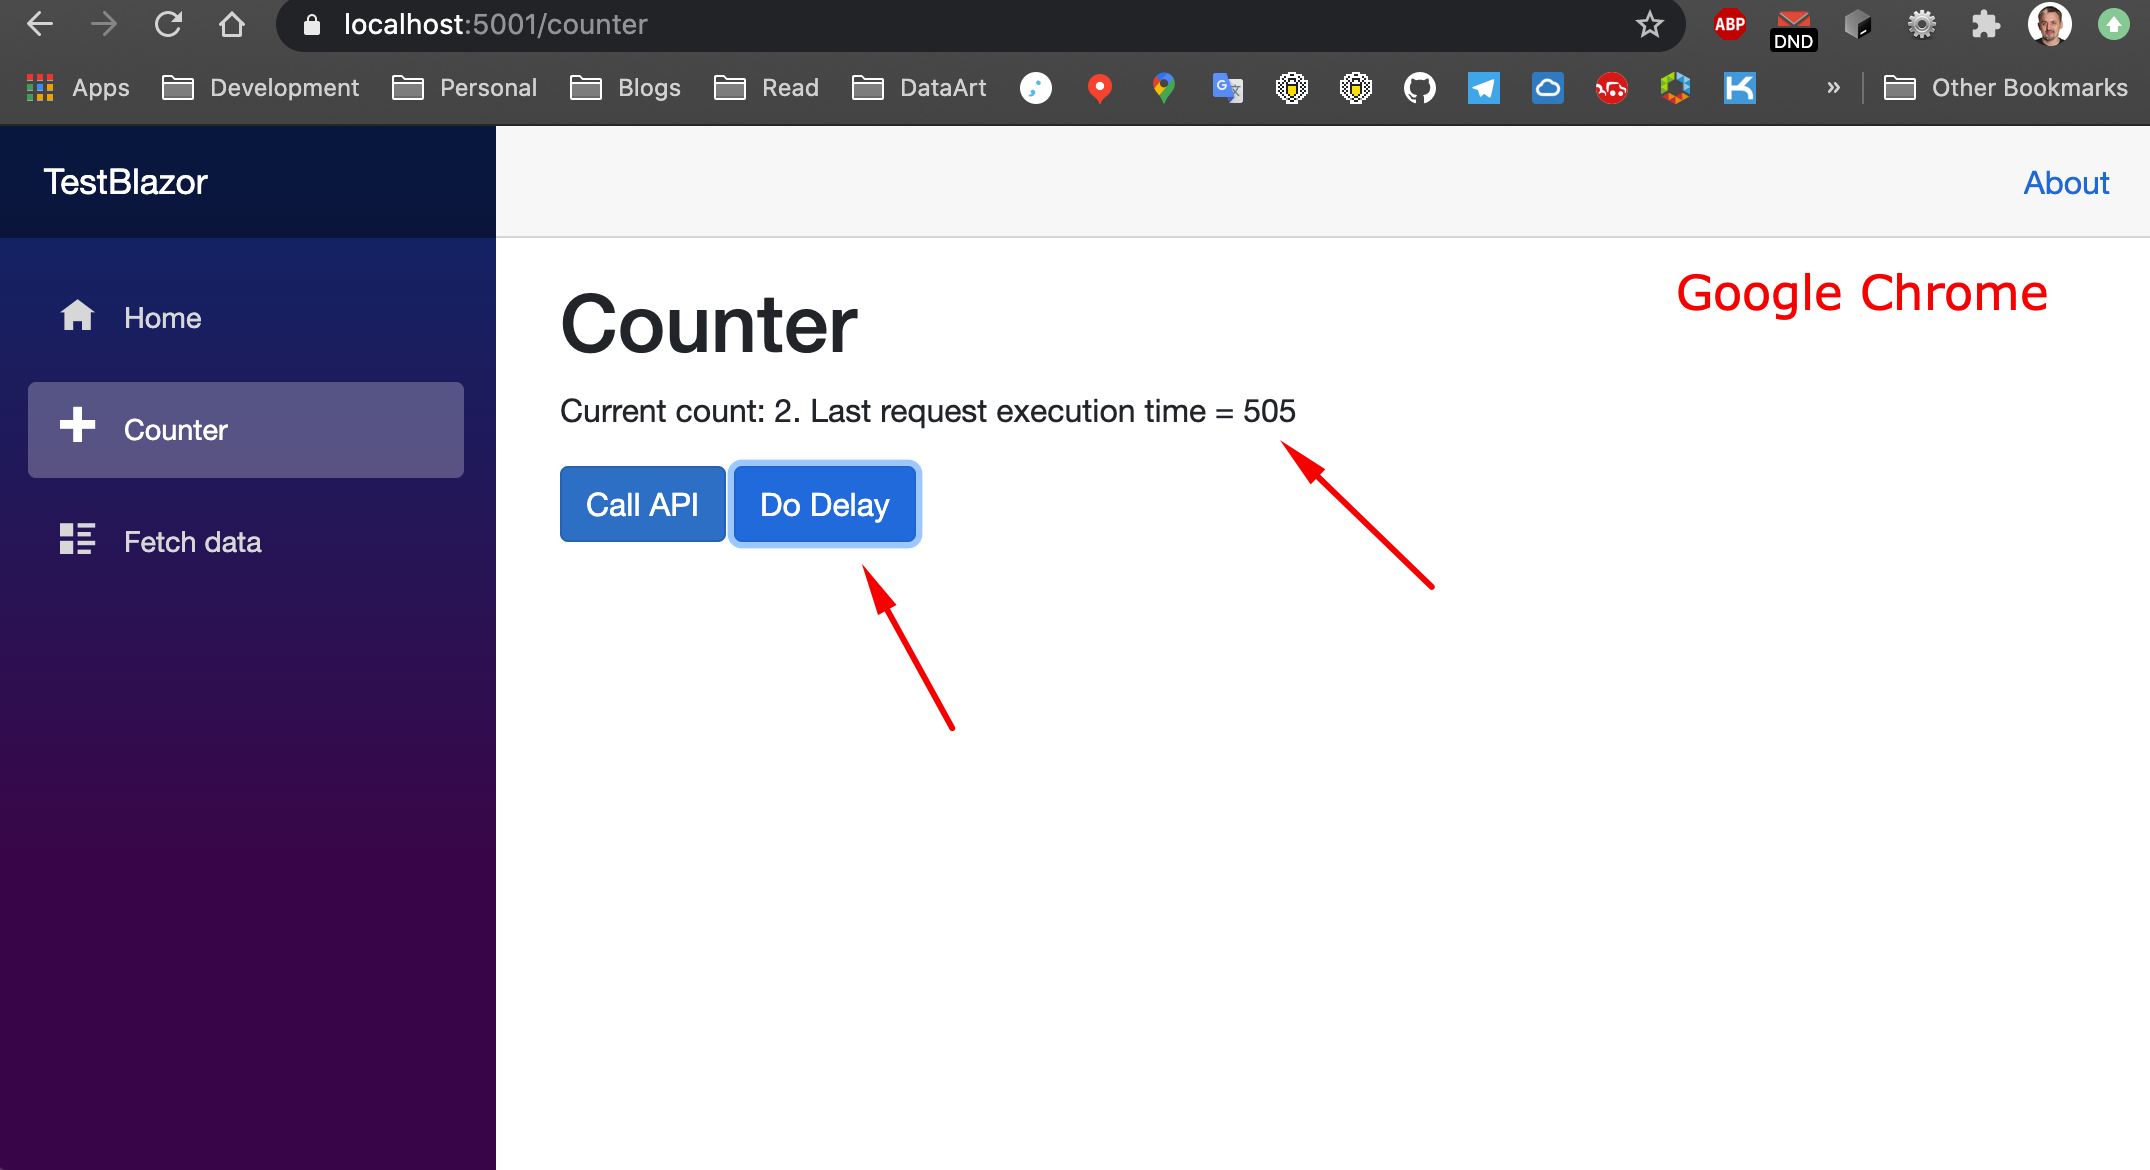 localhost:5001/counter
ABP
DND
Apps Development Personal Blogs Read DataArt » Other Bookmarks
TestBlazor
About
Home
Counter
Fetch data
Google Chrome
Counter
Current count: 2. Last request execution time = 505
Call API Do Delay